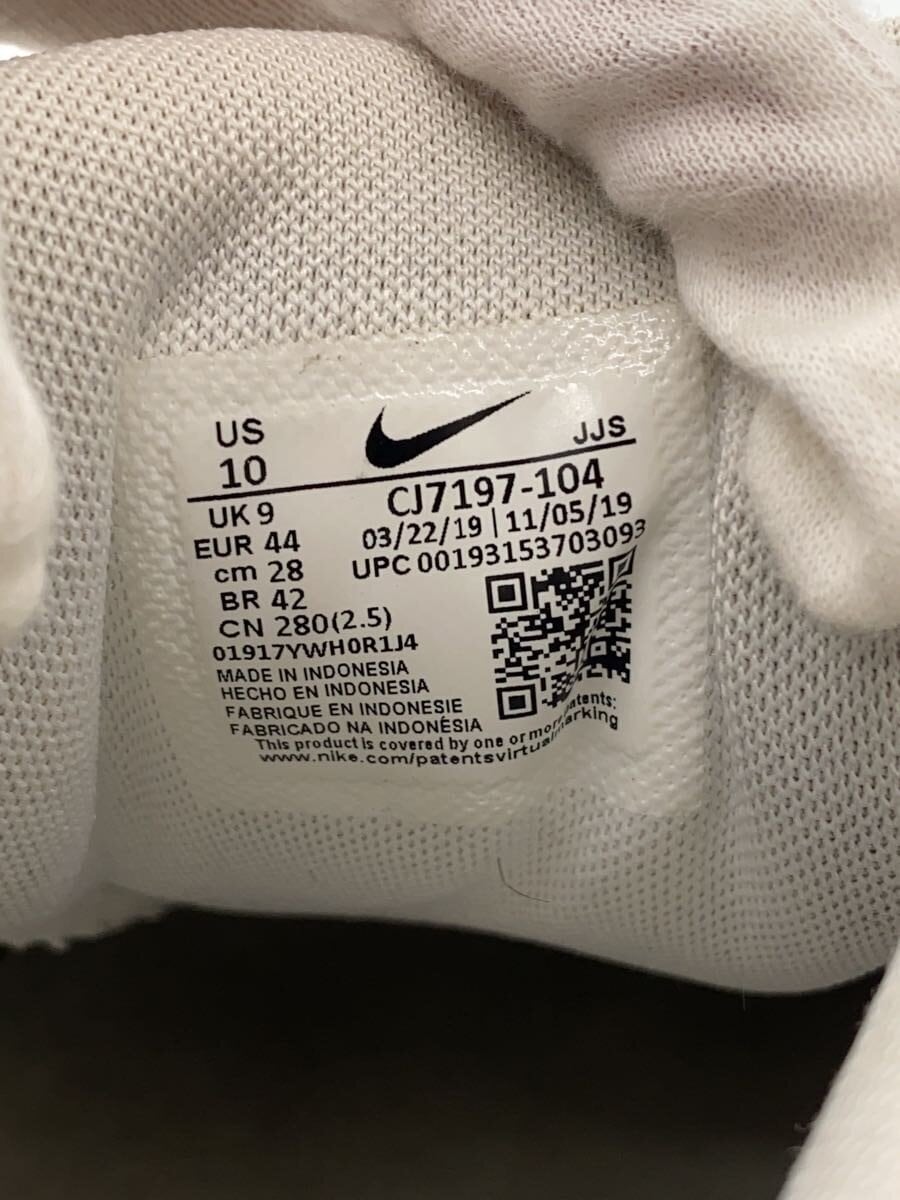 US
10
JJS
UK 9
EUR 44
cm 28
BR 42
CN 280(2.5)
CJ7197-104
03/22/19 | 11/05/19
UPC 00193153703093
01917YWH0R1J4
MADE IN INDONESIA
HECHO EN INDONESIA
FABRIQUE EN INDONESIE
FABRICADO NA INDONÉSIA
This product is covered by one or more patents:
www.nike.com/patentsvirtualmarking